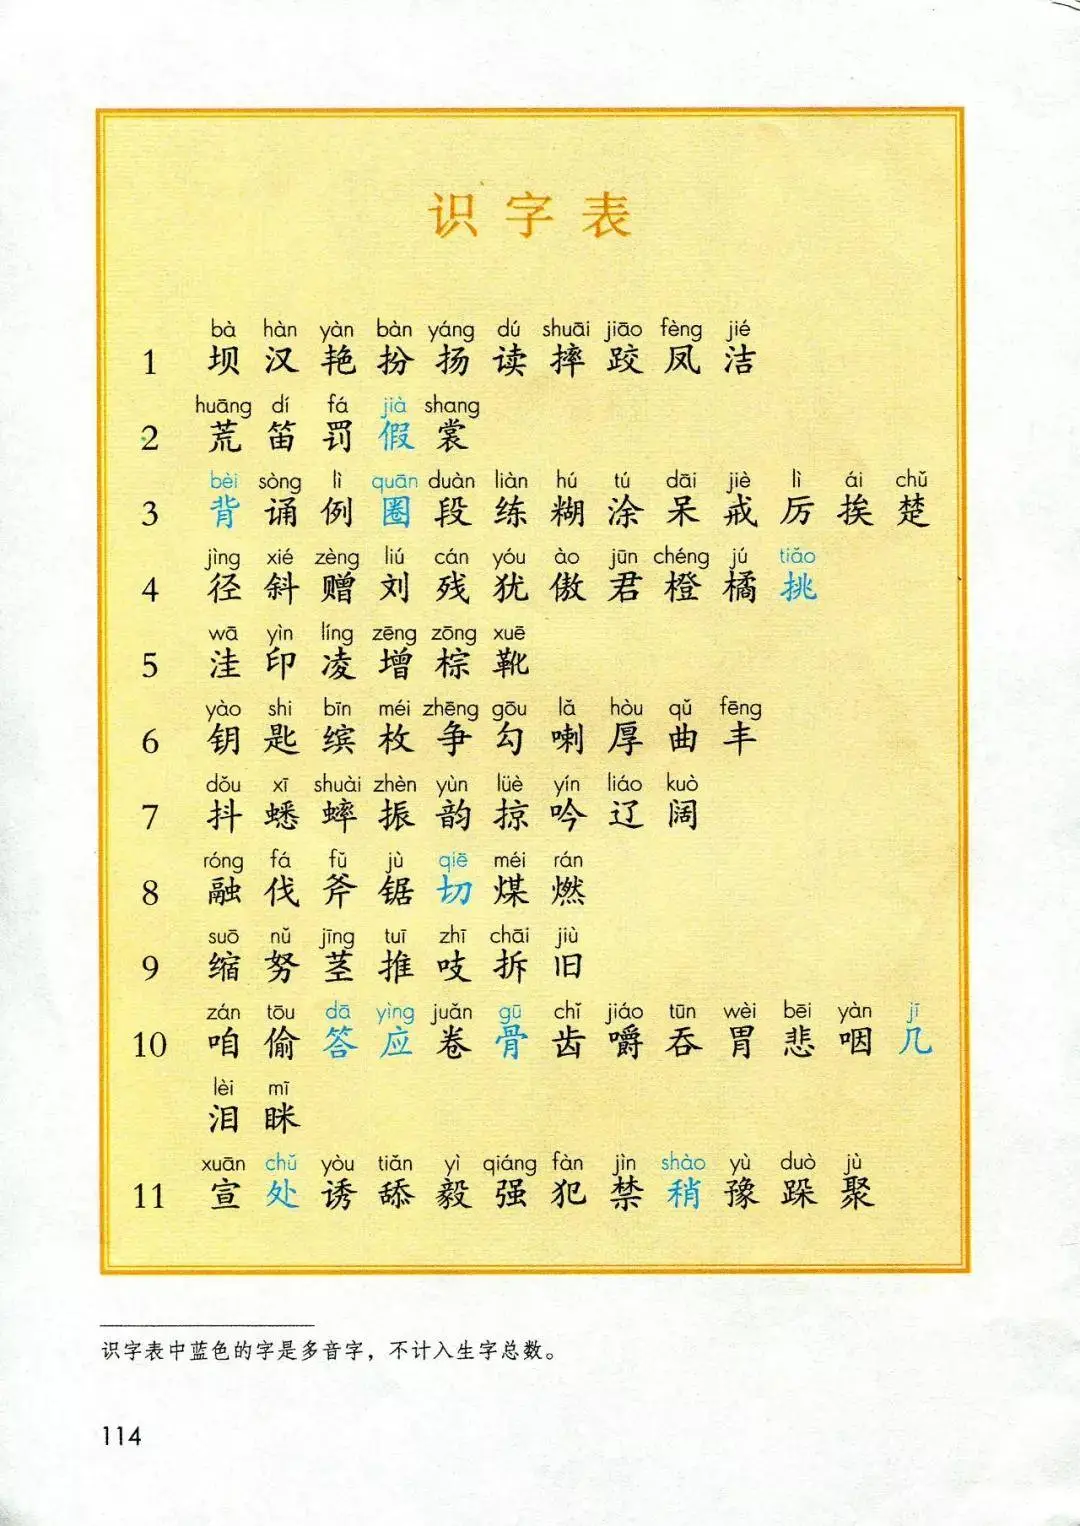 识字表
bà hàn yàn bàn yáng dú shuāi jiāo fèng jié
1 坝 汉 艳 扮 扬 读 摔 跤 凤 洁
huāng dí fá jià shang
2 荒 笛 罚 假 裳
bèi sòng lì quān duàn liàn hú tú dāi jiè lì ái chǔ
3 背 诵 例 圈 段 练 糊 涂 呆 戒 厉 挨 楚
jìng xié zèng liú cán yóu ào jūn chéng jú tiāo
4 径 斜 赠 刘 残 犹 傲 君 橙 橘 挑
wā yìn líng zēng zōng xuē
5 洼 印 凌 增 棕 靴
yào shi bīn méi zhēng gōu lǎ hòu qǔ fēng
6 钥 匙 缤 枚 争 勾 喇 厚 曲 丰
dǒu xī shuài zhèn yùn lüè yín liáo kuò
7 抖 蟋 蟀 振 韵 掠 吟 辽 阔
róng fá fǔ jù qiē méi rán
8 融 伐 斧 锯 切 煤 燃
suō nǔ jīng tuī zhī chāi jiù
9 缩 努 茎 推 吱 拆 旧
zán tōu dā yìng juǎn gū chǐ jiáo tūn wèi bēi yàn jī
10 咱 偷 答 应 卷 骨 齿 嚼 吞 胃 悲 咽 几
lèi mī
泪 眯
xuān chǔ yòu tiǎn yì qiáng fàn jìn shào yù duò jù
11 宣 处 诱 舔 毅 强 犯 禁 稍 豫 跺 聚
识字表中蓝色的字是多音字，不计入生字总数。
114